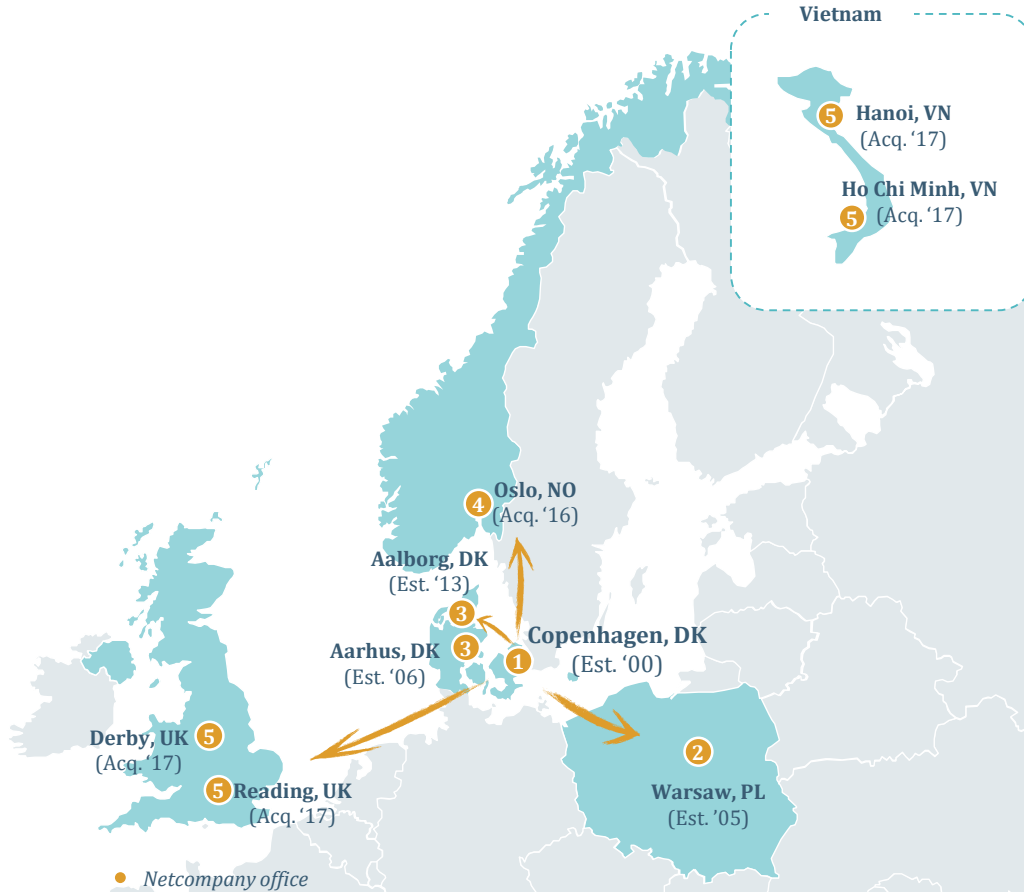 Vietnam
5
Hanoi, VN
(Acq. ‘17)
Ho Chi Minh, VN
5
(Acq. ‘17)
4
Oslo, NO
(Acq. ‘16)
Aalborg, DK
(Est. ‘13)
3
Aarhus, DK
(Est. ‘06)
3
Copenhagen, DK
1
(Est. ‘00)
Derby, UK
(Acq. ‘17)
5
5
Reading, UK
(Acq. ‘17)
2
Warsaw, PL
(Est. ’05)
Netcompany office